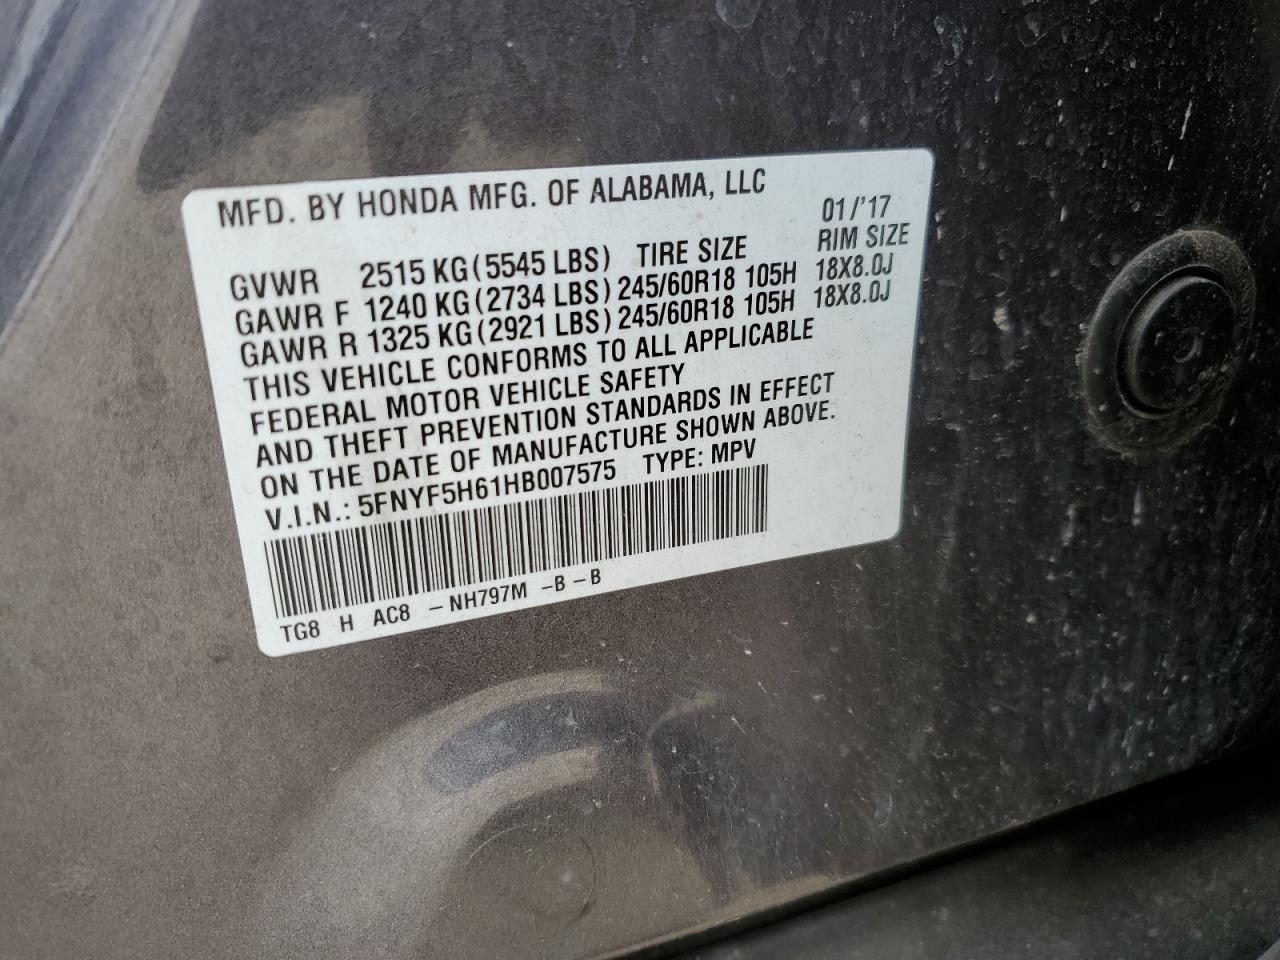 MFD. BY HONDA MFG. OF ALABAMA, LLC
01/'17
GVWR 2515 KG(5545 LBS) TIRE SIZE RIM SIZE
GAWR F 1240 KG(2734 LBS) 245/60R18 105H 18X8.0J
GAWR R 1325 KG(2921 LBS) 245/60R18 105H 18X8.0J
THIS VEHICLE CONFORMS TO ALL APPLICABLE
FEDERAL MOTOR VEHICLE SAFETY
AND THEFT PREVENTION STANDARDS IN EFFECT
ON THE DATE OF MANUFACTURE SHOWN ABOVE.
V.I.N.: 5FNYF5H61HB007575 TYPE: MPV
TG8 H AC8 -NH797M -B-B